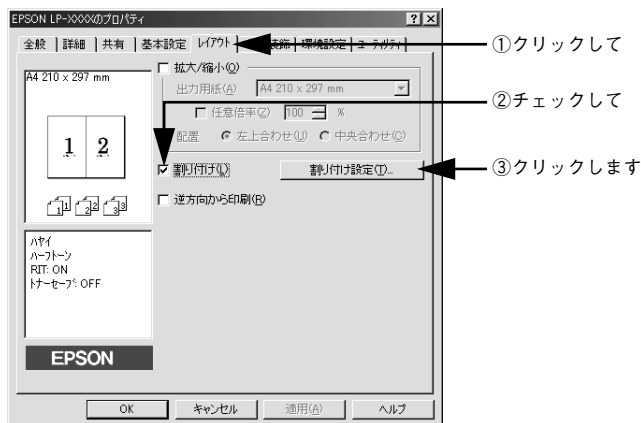 EPSON LP-XXXXのプロパティ
全般 詳細 共有 基本設定 レイアウト 装飾 環境設定 ユーティリティ
①クリックして
A4 210 x 297 mm
拡大/縮小(O)
出力用紙(A) A4 210 x 297 mm
任意倍率(Z) 100 %
②チェックして
配置 左上合わせ(U) 中央合わせ(C)
1 2
割り付け(L) 割り付け設定(T)...
③クリックします
逆方向から印刷(R)
1 1 2 2 3 3
ハヤイ
ハーフトーン
RIT: ON
トナーセーブ: OFF
EPSON
OK キャンセル 適用(A) ヘルプ